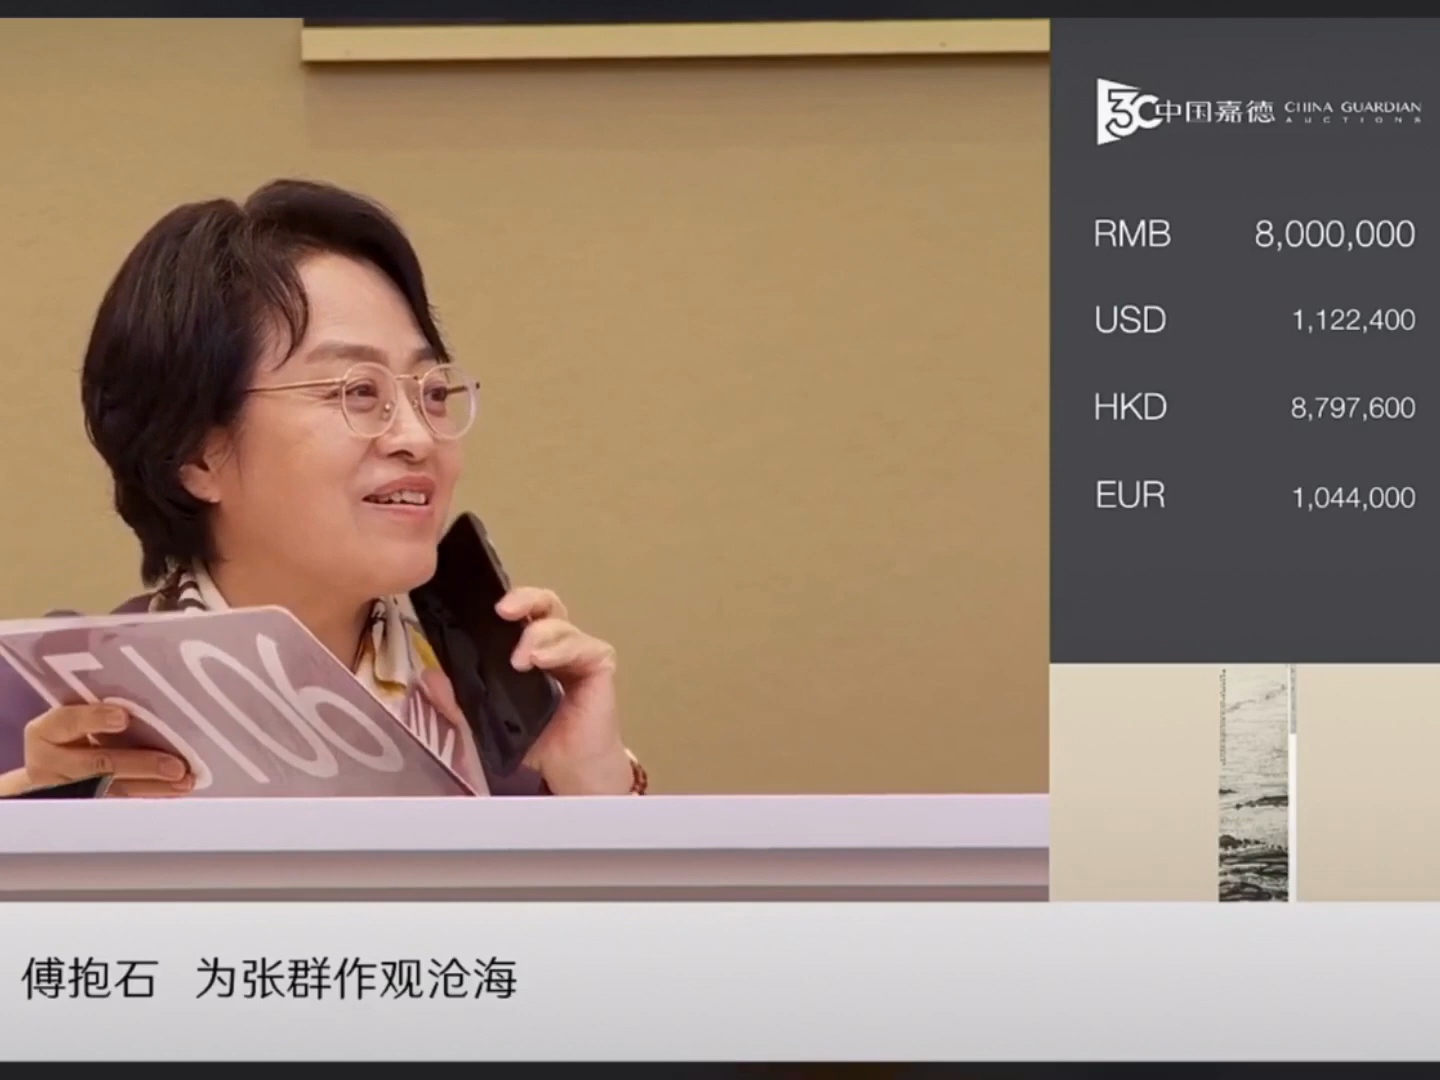 3C中国嘉德 CHINA GUARDIAN
AUCTIONS
RMB 8,000,000
USD 1,122,400
HKD 8,797,600
EUR 1,044,000
5106
傅抱石 为张群作观沧海